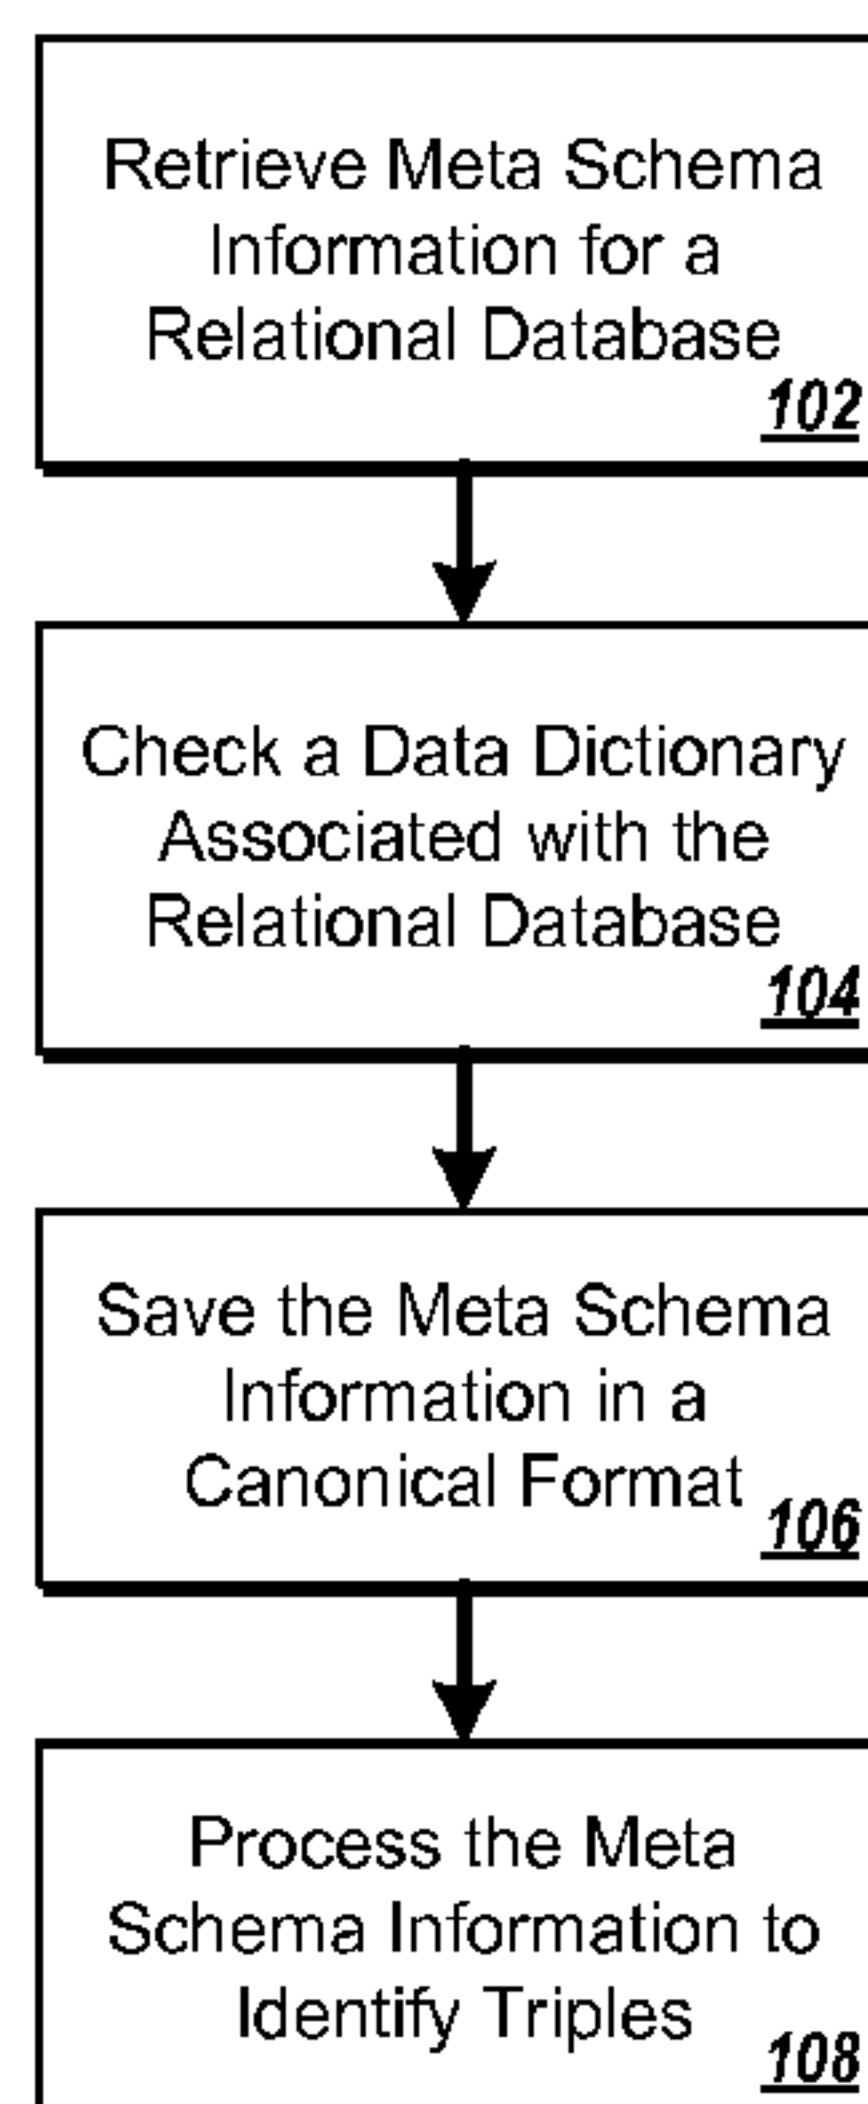 Retrieve Meta Schema
Information for a
Relational Database
102
Check a Data Dictionary
Associated with the
Relational Database
104
Save the Meta Schema
Information in a
Canonical Format
106
Process the Meta
Schema Information to
Identify Triples
108